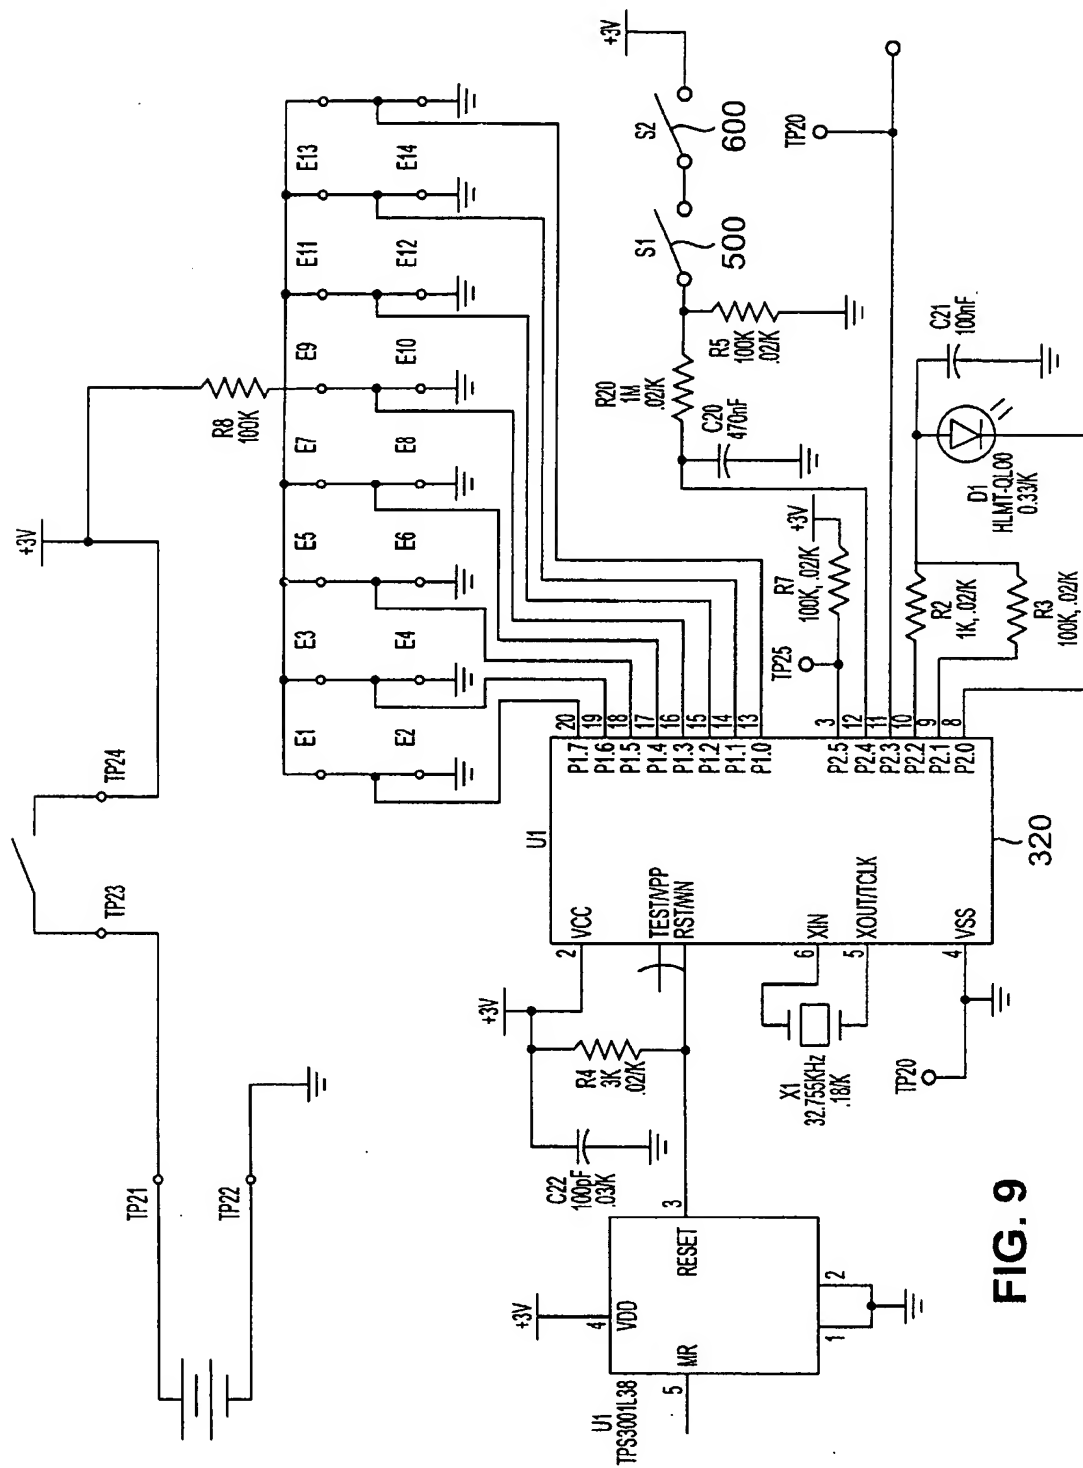 TP21
TP22
TP23
TP24
+3V
R8
100K
E1
E2
E3
E4
E5
E6
E7
E8
E9
E10
E11
E12
E13
E14
+3V
S2
600
S1
500
R5
100K
.02/K
R20
1M
.02/K
C20
470nF
TP20
C21
100nF
D1
HLMT-QL00
0.33/K
+3V
R7
100K, .02/K
TP25
R2
1K, .02/K
R3
100K, .02/K
U1
320
P1.7 20
P1.6 19
P1.5 18
P1.4 17
P1.3 16
P1.2 15
P1.1 14
P1.0 13
P2.5 3
P2.4 12
P2.3 11
P2.2 10
P2.1 9
P2.0 8
2 VCC
TEST/VPP
RST/WN
6 XIN
5 XOUT/TCLK
4 VSS
+3V
R4
3K
.02/K
C22
100pF
.03/K
X1
32.755KHz
.18/K
TP20
U1
TPS3001L38
+3V
4
VDD
5 MR
RESET 3
1
2
FIG. 9